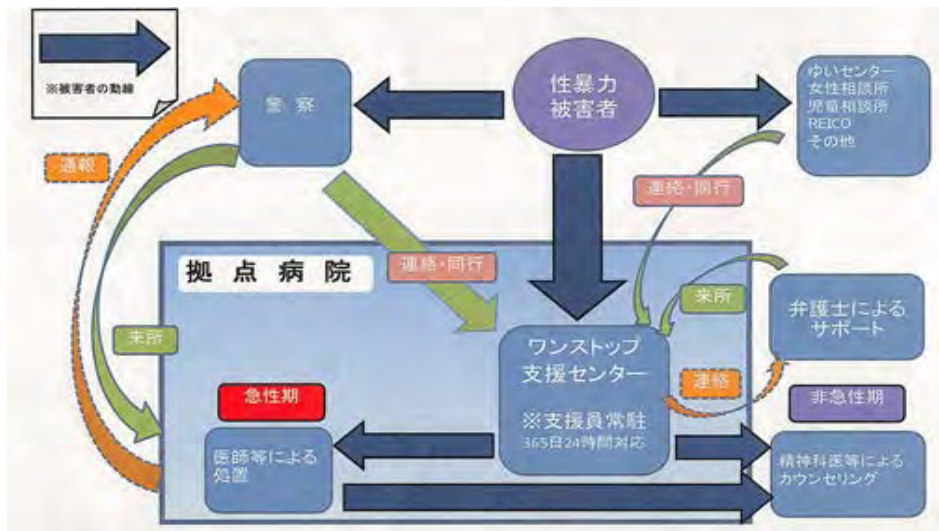 ※被害者の動線
警察
性暴力
被害者
ゆいセンター
女性相談所
児童相談所
REICO
その他
通報
連絡・同行
拠点病院
連絡・同行
来所
弁護士による
サポート
来所
ワンストップ
支援センター
※支援員常駐
365日24時間対応
連絡
急性期
非急性期
医師等による
処置
精神科医等による
カウンセリング